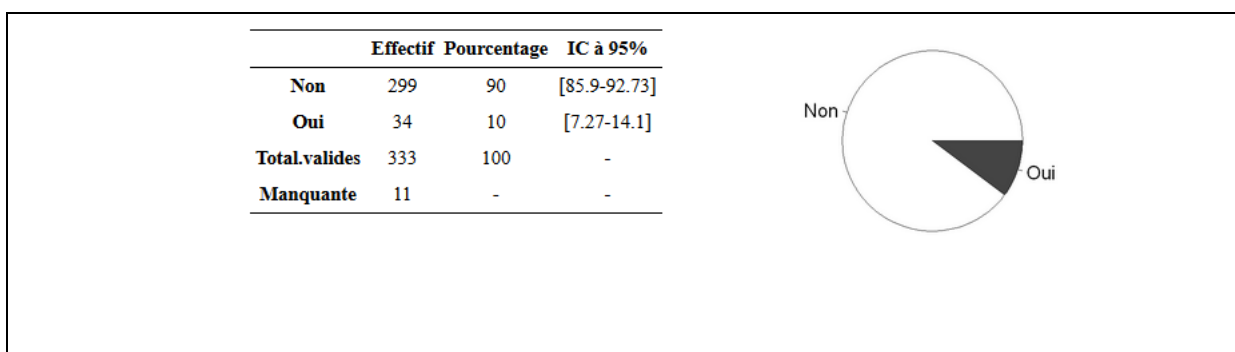 Effectif Pourcentage IC à 95%
Non 299 90 [85.9-92.73]
Oui 34 10 [7.27-14.1]
Total.valides 333 100 -
Manquante 11 - -
Non
Oui